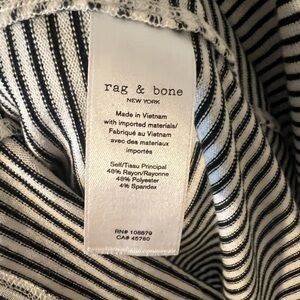 rag & bone
NEW YORK
Made in Vietnam
with imported materials/
Fabriqué au Vietnam
avec des materiaux
importés
Self/Tissu Principal
48% Rayon/Rayonne
48% Polyester
4% Spandex
RN# 108879
CA# 45780